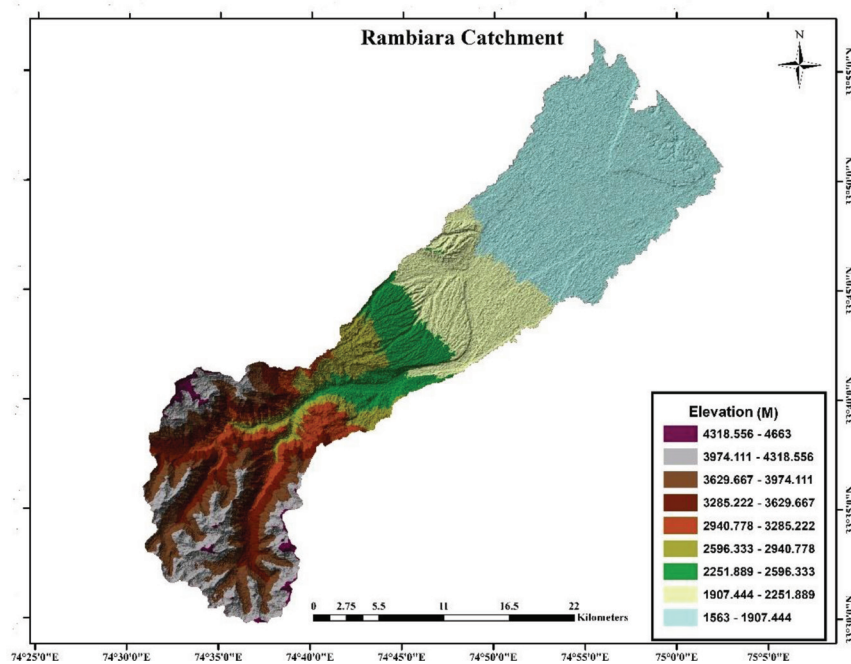 Rambiara Catchment
N
Elevation (M)
4318.556 - 4663
3974.111 - 4318.556
3629.667 - 3974.111
3285.222 - 3629.667
2940.778 - 3285.222
2596.333 - 2940.778
2251.889 - 2596.333
1907.444 - 2251.889
1563 - 1907.444
0 2.75 5.5 11 16.5 22
Kilometers
74°25'0"E 74°30'0"E 74°35'0"E 74°40'0"E 74°45'0"E 74°50'0"E 74°55'0"E 75°0'0"E 75°5'0"E